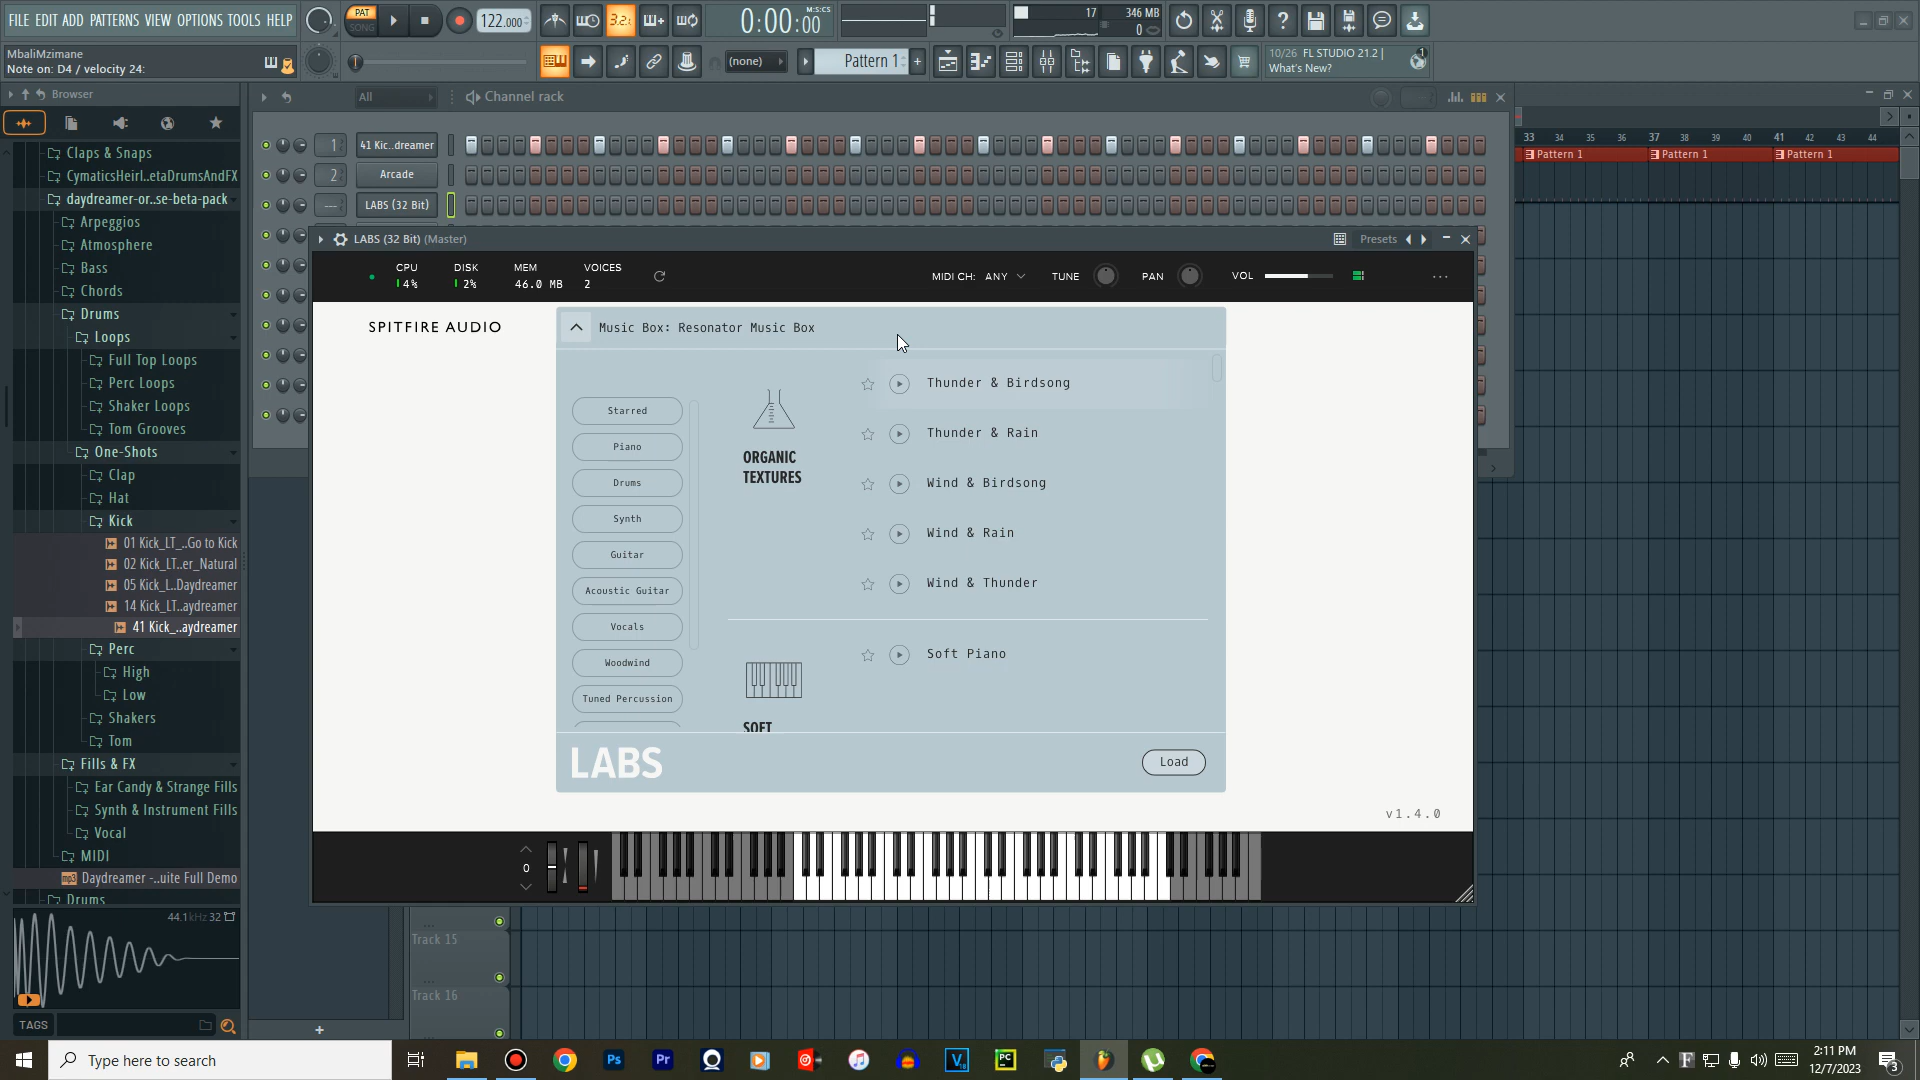 FILE EDIT ADD PATTERNS VIEW OPTIONS TOOLS HELP
PAT
SONG
122.000
3.2.
0:00:00
M:S:CS
17
346 MB
0
MbaliMzimane
Note on: D4 / velocity 24:
(none)
Pattern 1
10/26 FL STUDIO 21.2 |
What's New?
Browser
All
Channel rack
33 34 35 36 37 38 39 40 41 42 43 44
Pattern 1
Pattern 1
Pattern 1
1
41 Kic..dreamer
2
Arcade
---
LABS (32 Bit)
Claps & Snaps
CymaticsHeirl..etaDrumsAndFX
daydreamer-or..se-beta-pack
Arpeggios
Atmosphere
Bass
Chords
Drums
Loops
Full Top Loops
Perc Loops
Shaker Loops
Tom Grooves
One-Shots
Clap
Hat
Kick
01 Kick_LT_..Go to Kick
02 Kick_LT..er_Natural
05 Kick_L..Daydreamer
14 Kick_LT..aydreamer
41 Kick_..aydreamer
Perc
High
Low
Shakers
Tom
Fills & FX
Ear Candy & Strange Fills
Synth & Instrument Fills
Vocal
MIDI
Daydreamer -..uite Full Demo
Drums
44.1kHz 32
TAGS
LABS (32 Bit) (Master)
Presets
CPU
4%
DISK
2%
MEM
46.0 MB
VOICES
2
MIDI CH: ANY
TUNE
PAN
VOL
...
SPITFIRE AUDIO
Music Box: Resonator Music Box
Starred
Piano
Drums
Synth
Guitar
Acoustic Guitar
Vocals
Woodwind
Tuned Percussion
ORGANIC
TEXTURES
Thunder & Birdsong
Thunder & Rain
Wind & Birdsong
Wind & Rain
Wind & Thunder
SOFT
Soft Piano
LABS
Load
v1.4.0
0
...
Track 15
...
Track 16
+
Type here to search
Ps
Pr
V
PC
2:11 PM
12/7/2023
3